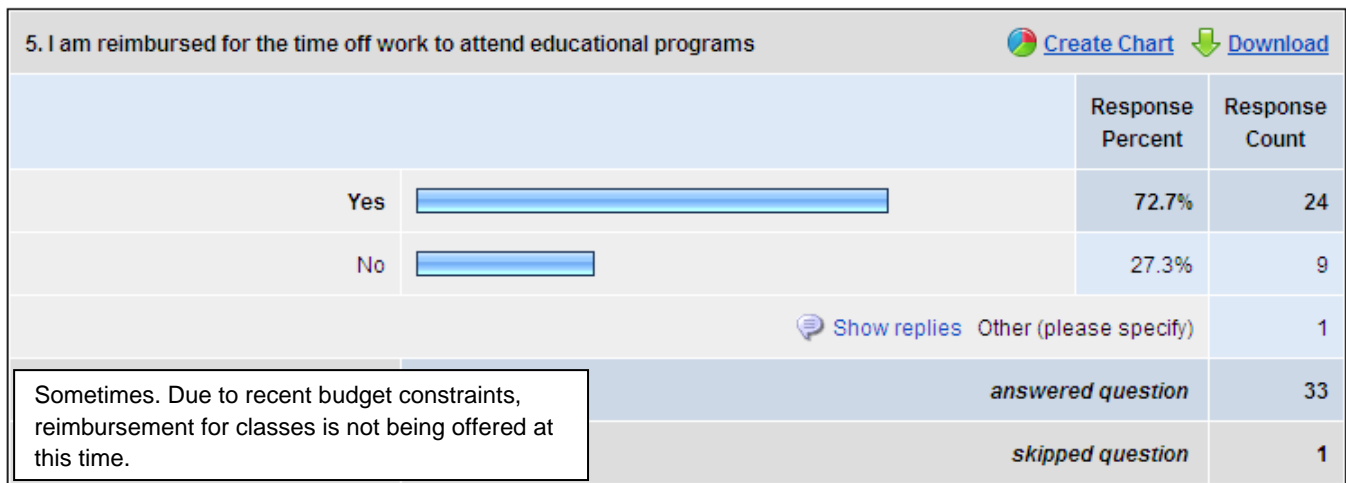 5. I am reimbursed for the time off work to attend educational programs Create Chart Download
Response Percent Response Count
Yes 72.7% 24
No 27.3% 9
Show replies Other (please specify) 1
answered question 33
skipped question 1
Sometimes. Due to recent budget constraints,
reimbursement for classes is not being offered at
this time.